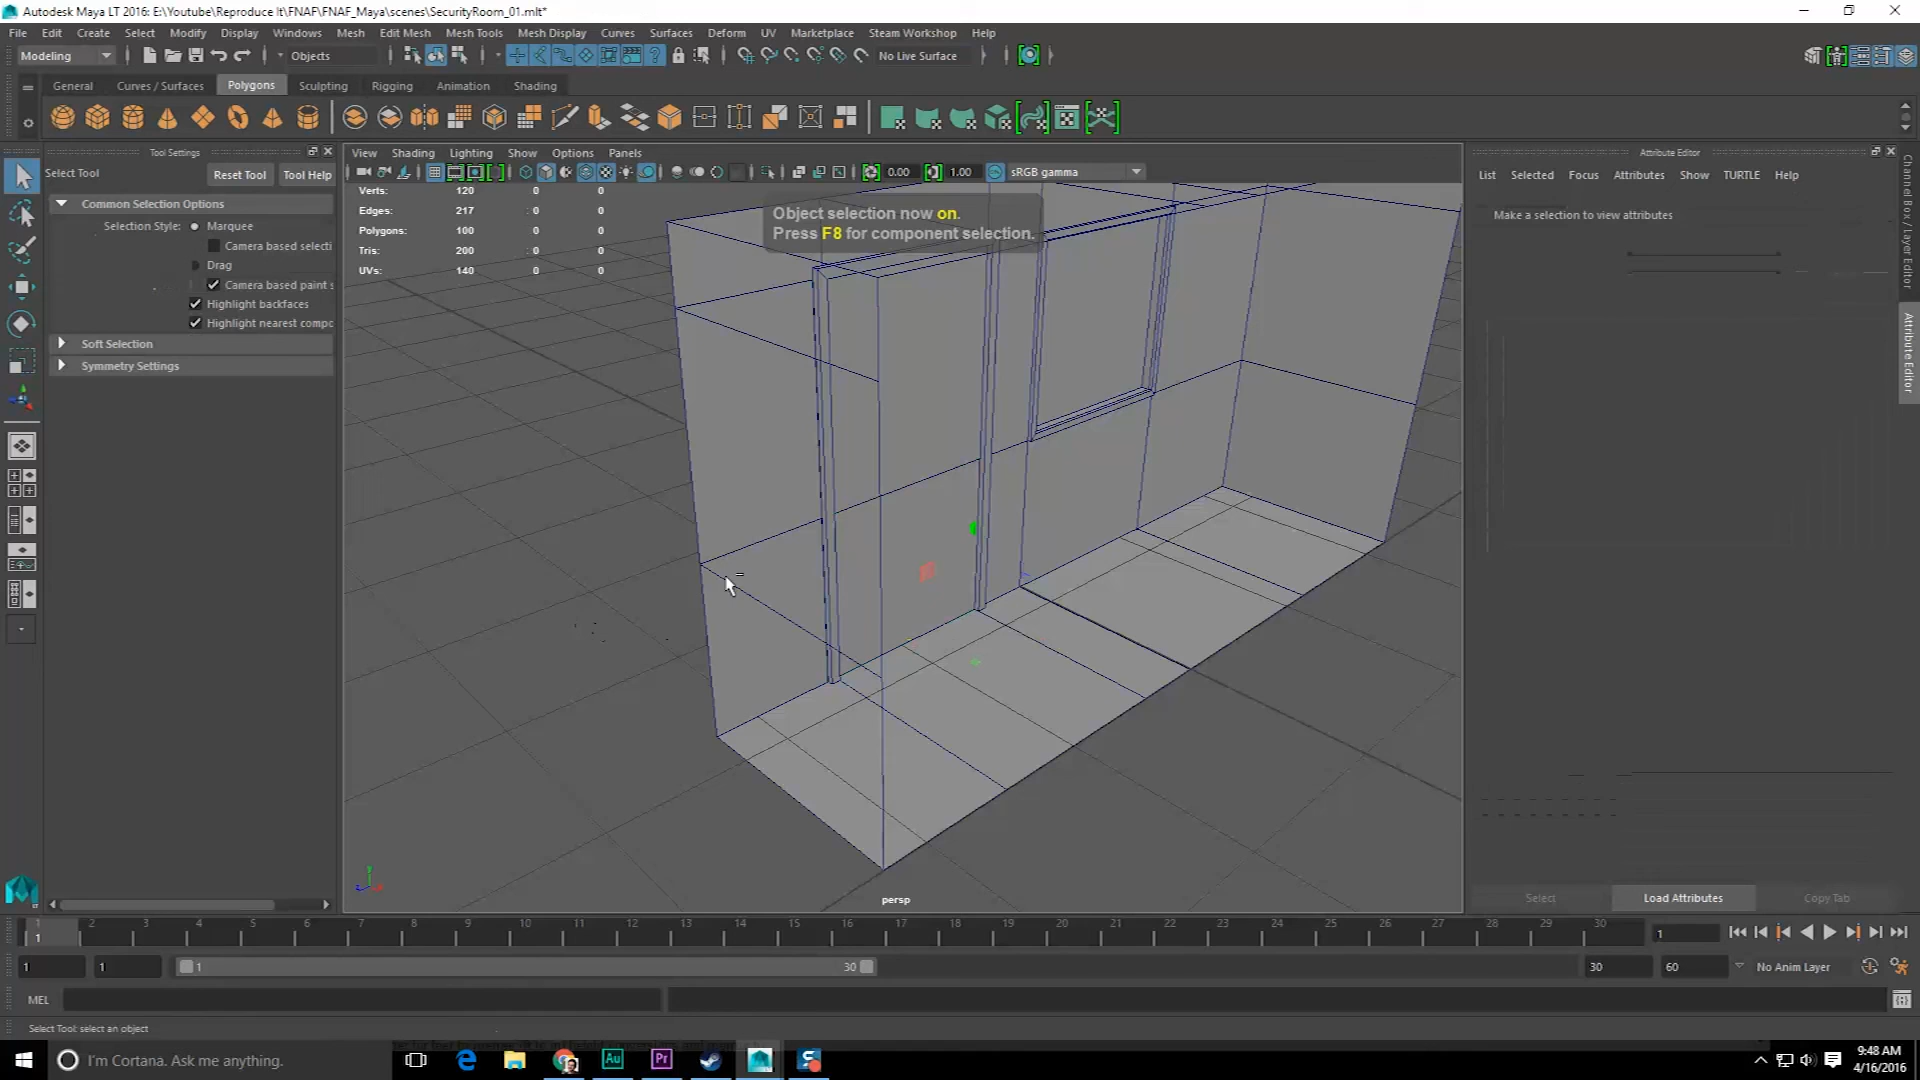 Autodesk Maya LT 2016: E:\Youtube\Reproduce It\FNAF\FNAF_Maya\scenes\SecurityRoom_01.mlt*
File Edit Create Select Modify Display Windows Mesh Edit Mesh Mesh Tools Mesh Display Curves Surfaces Deform UV Marketplace Steam Workshop Help
Modeling Objects No Live Surface
General Curves / Surfaces Polygons Sculpting Rigging Animation Shading
Tool Settings
Select Tool Reset Tool Tool Help
Common Selection Options
Selection Style: Marquee
Camera based selecti
Drag
Camera based paint s
Highlight backfaces
Highlight nearest compo
Soft Selection
Symmetry Settings
View Shading Lighting Show Options Panels
0.00 1.00 sRGB gamma
Verts: 120 0 0
Edges: 217 0 0
Polygons: 100 0 0
Tris: 200 0 0
UVs: 140 0 0
Object selection now on.
Press F8 for component selection.
persp
Attribute Editor
List Selected Focus Attributes Show TURTLE Help
Make a selection to view attributes
Channel Box / Layer Editor
Attribute Editor
Select Load Attributes Copy Tab
1 2 3 4 5 6 7 8 9 10 11 12 13 14 15 16 17 18 19 20 21 22 23 24 25 26 27 28 29 30
1 1
1 1 1 30 30 60 No Anim Layer
MEL
Select Tool: select an object
I'm Cortana. Ask me anything.
Au Pr
9:48 AM
4/16/2016